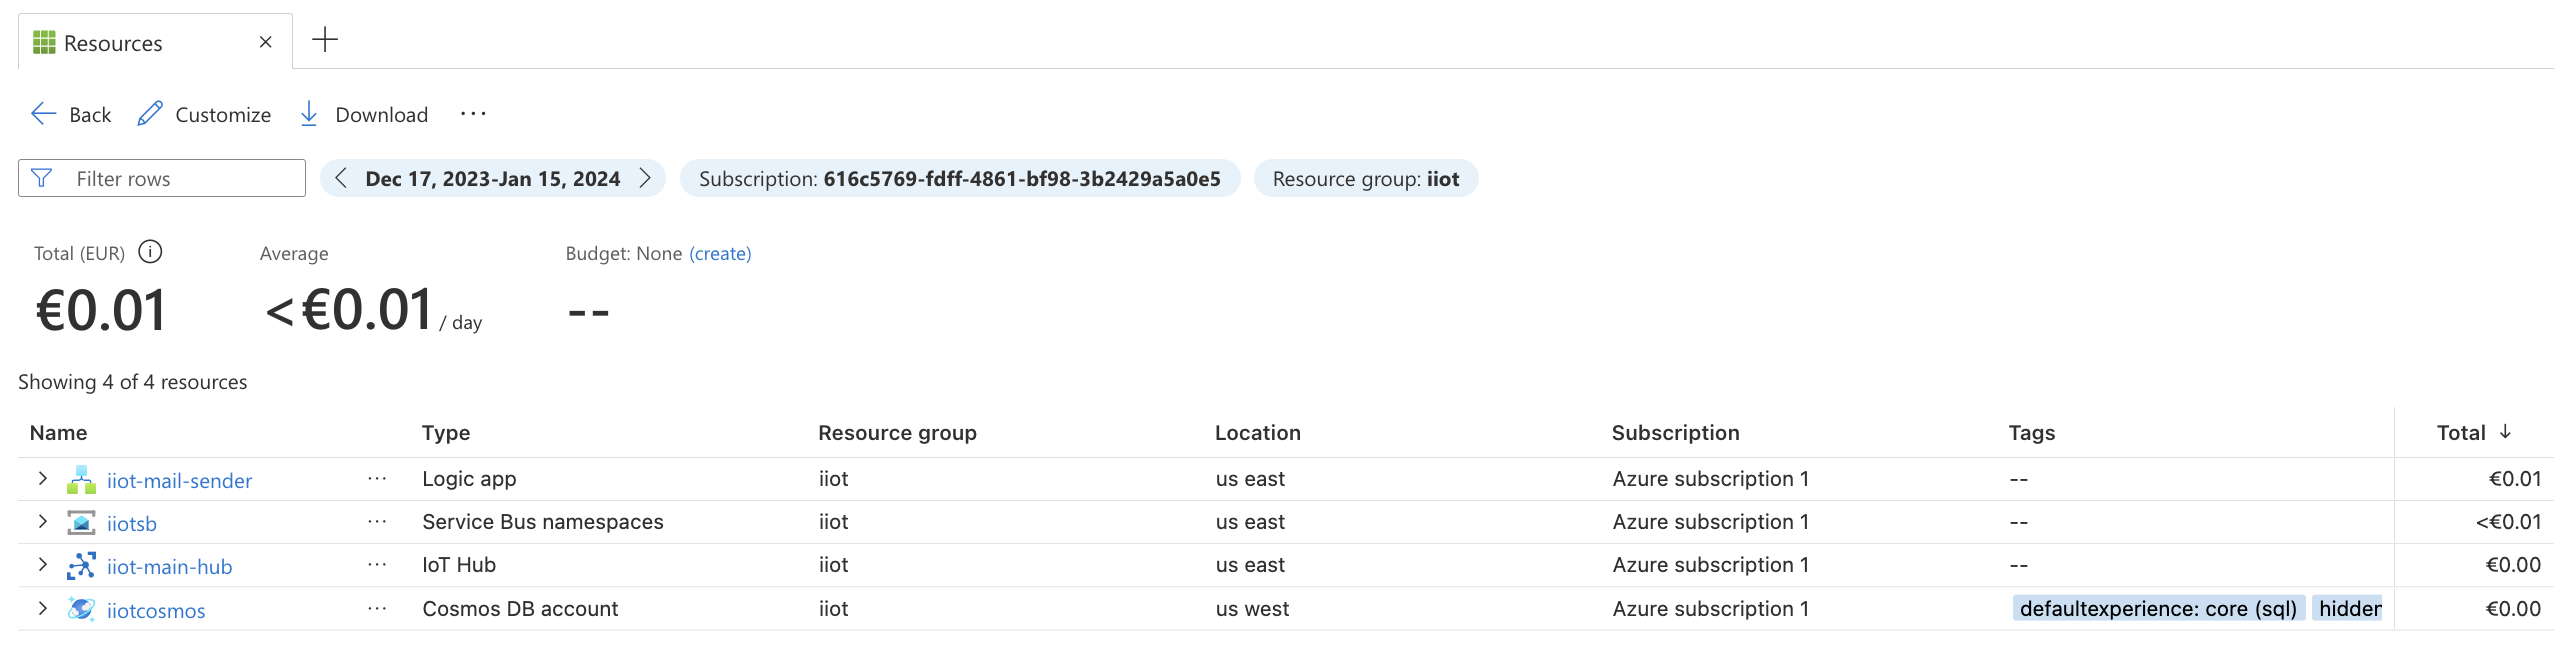 Resources
Back Customize Download ···
Filter rows Dec 17, 2023-Jan 15, 2024 Subscription: 616c5769-fdff-4861-bf98-3b2429a5a0e5 Resource group: iiot
Total (EUR) Average Budget: None (create)
€0.01 <€0.01 / day --
Showing 4 of 4 resources
Name Type Resource group Location Subscription Tags Total ↓
iiot-mail-sender ··· Logic app iiot us east Azure subscription 1 -- €0.01
iiotsb ··· Service Bus namespaces iiot us east Azure subscription 1 -- <€0.01
iiot-main-hub ··· IoT Hub iiot us east Azure subscription 1 -- €0.00
iiotcosmos ··· Cosmos DB account iiot us west Azure subscription 1 defaultexperience: core (sql) hidden €0.00